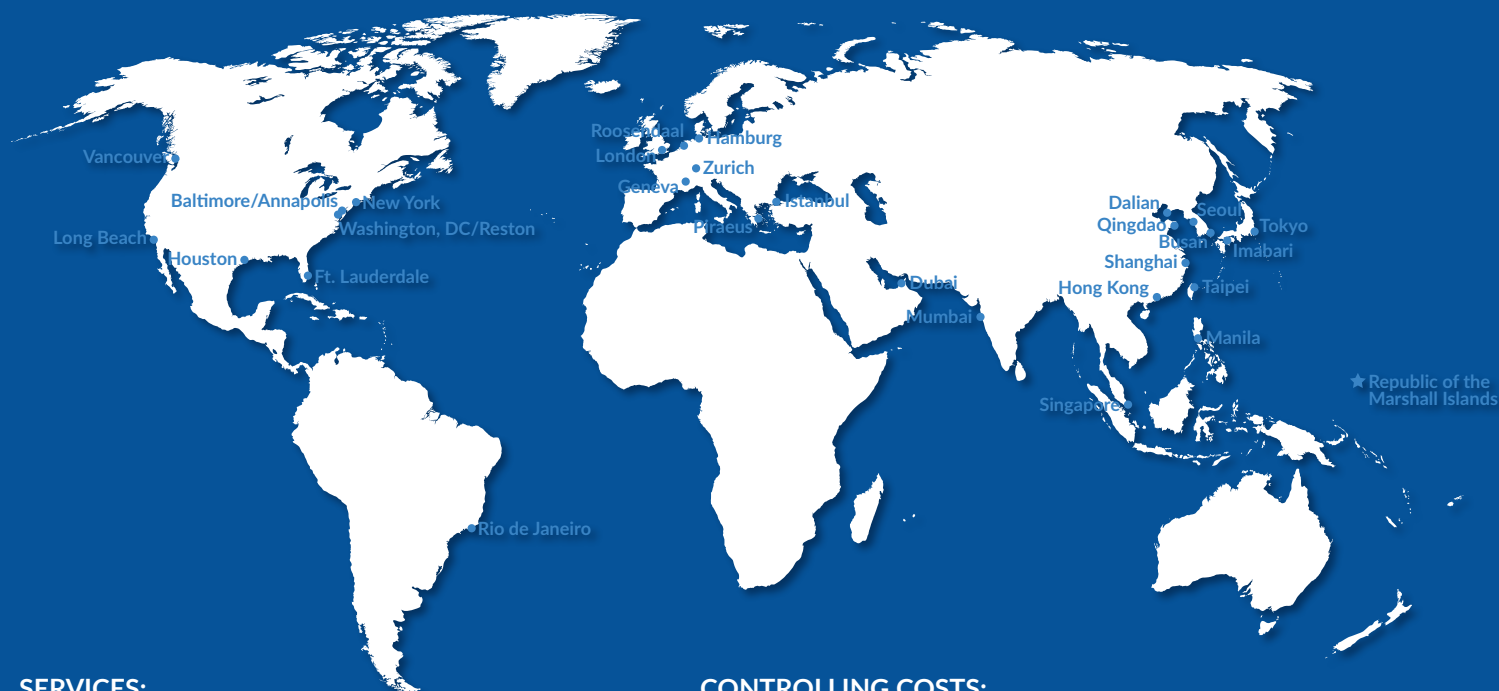 Roosendaal
Hamburg
Vancouver
London
Zurich
Geneva
Baltimore/Annapolis
New York
Istanbul
Dalian
Seoul
Washington, DC/Reston
Piraeus
Qingdao
Tokyo
Long Beach
Busan
Imabari
Houston
Shanghai
Ft. Lauderdale
Dubai
Hong Kong
Taipei
Mumbai
Manila
Republic of the
Marshall Islands
Singapore
Rio de Janeiro
SERVICES:
CONTROLLING COSTS: